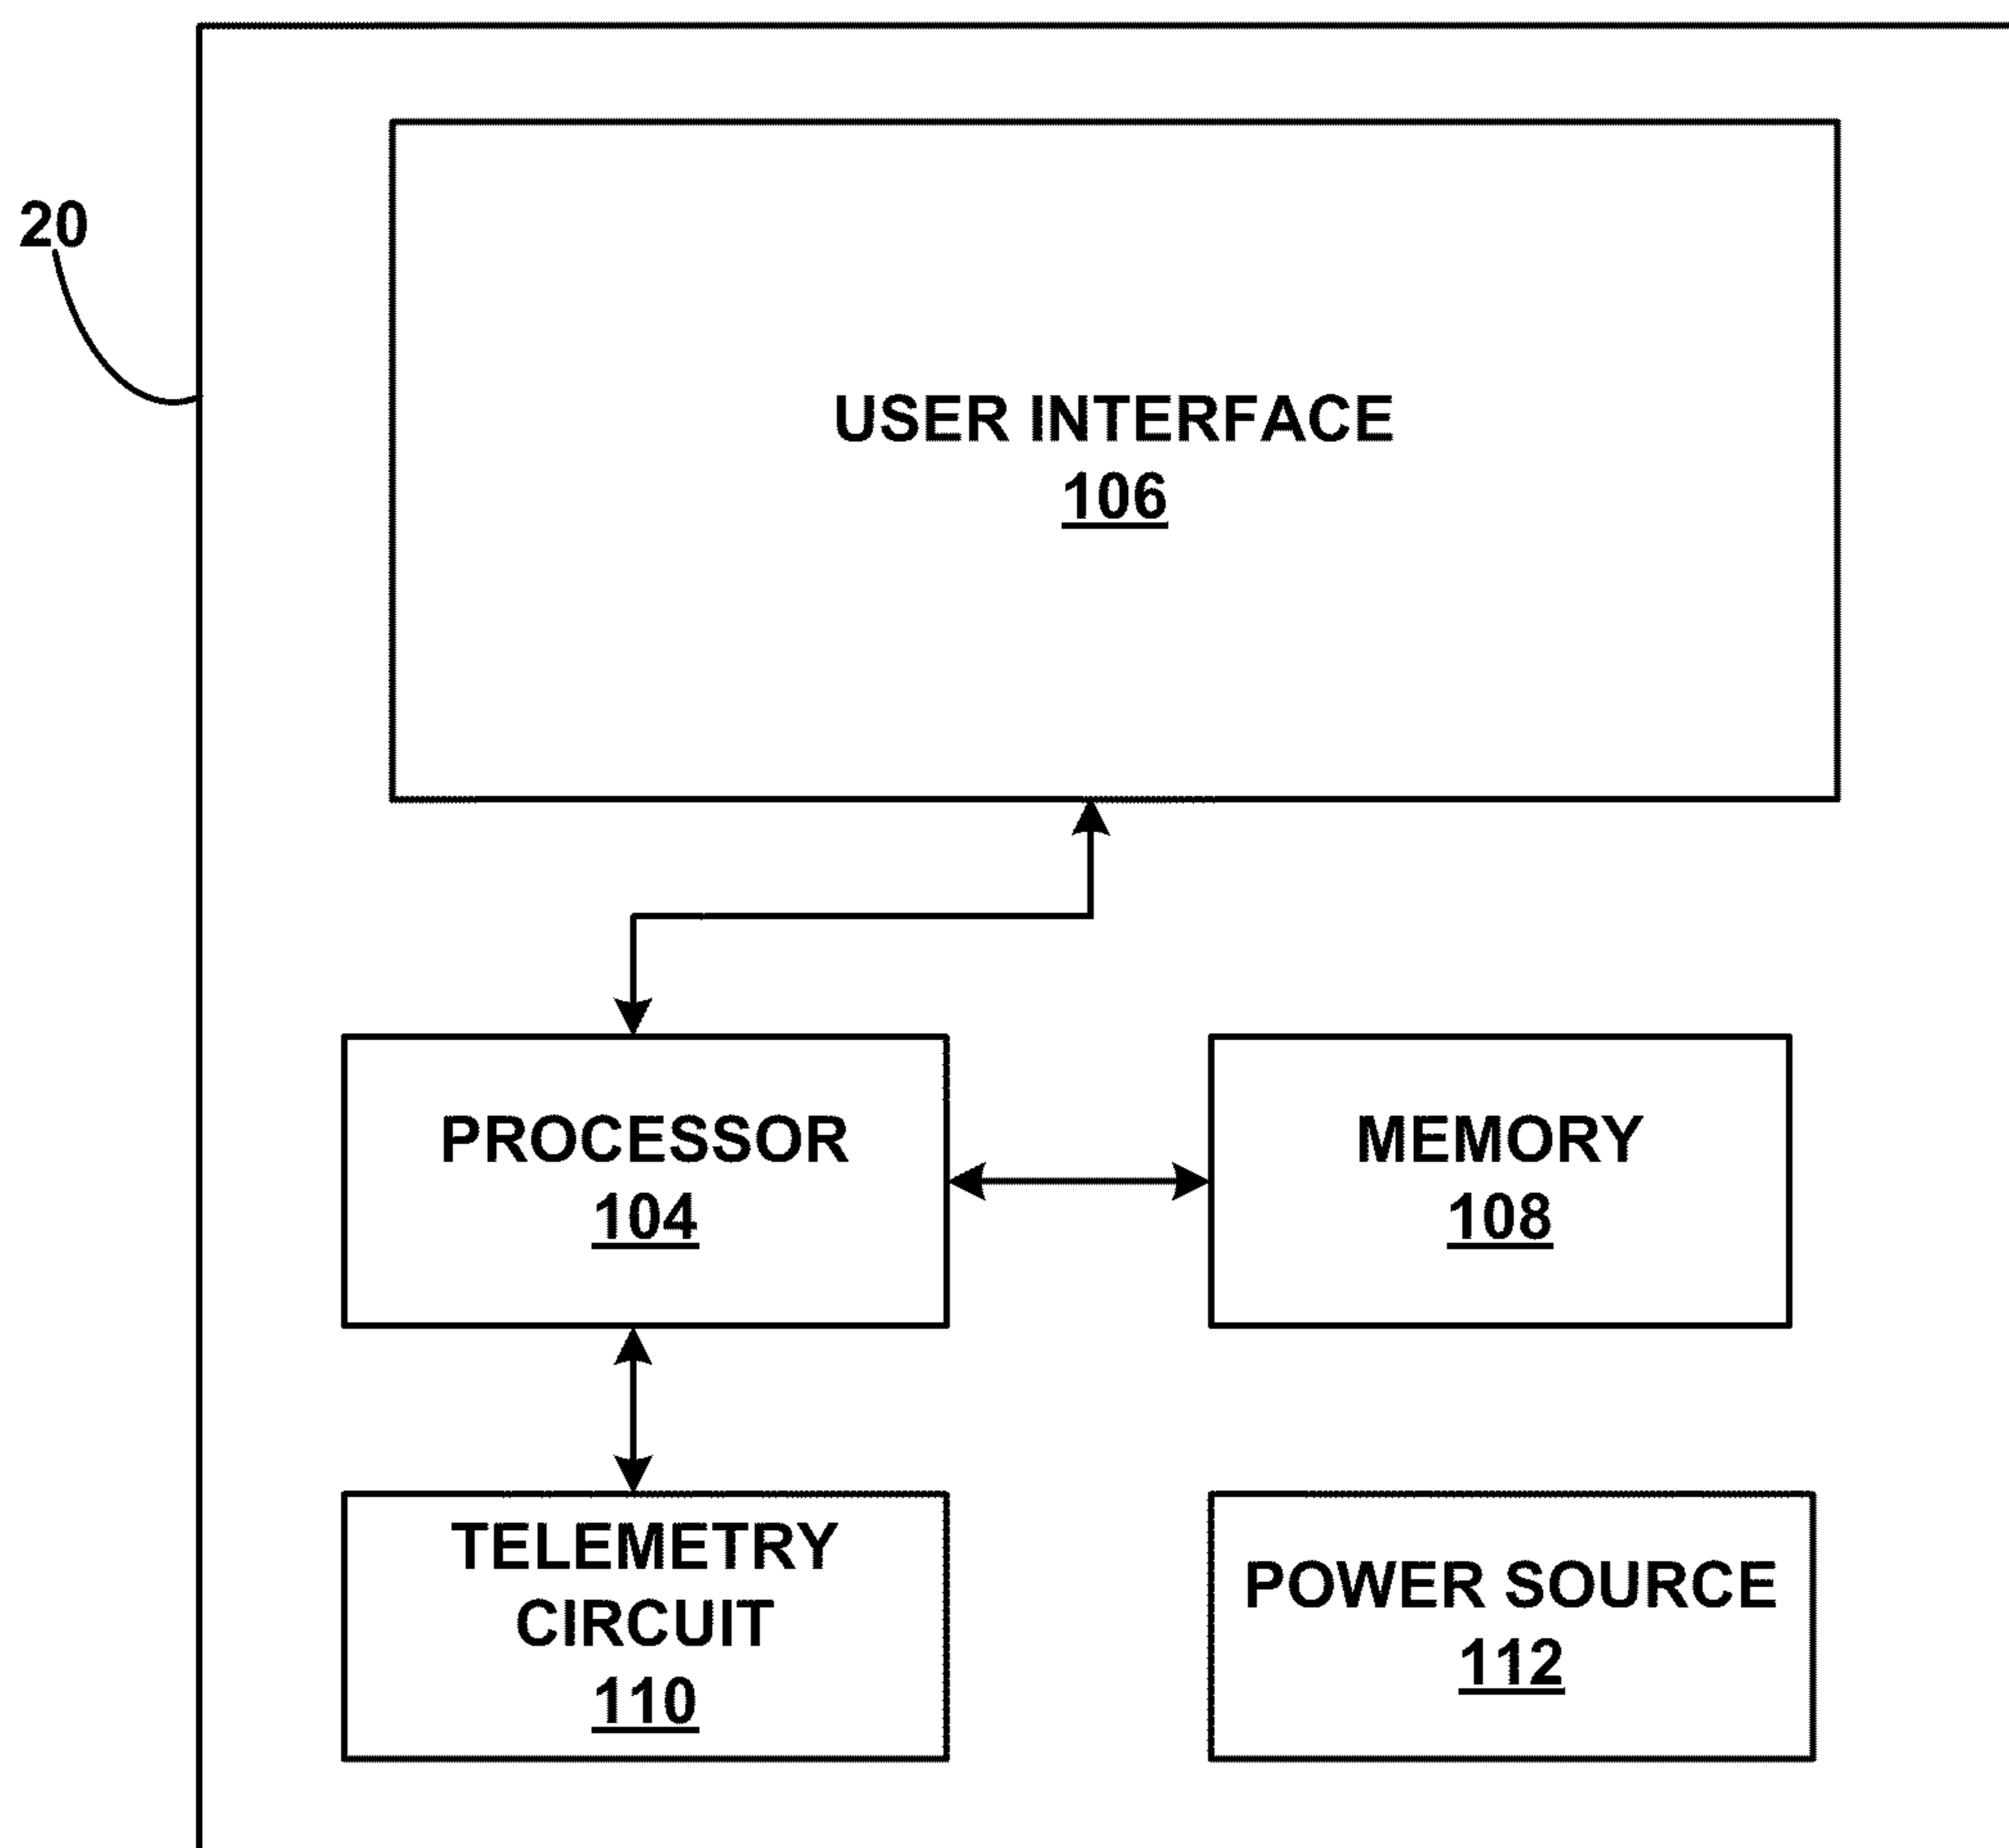 20
USER INTERFACE
106
PROCESSOR
104
MEMORY
108
TELEMETRY
CIRCUIT
110
POWER SOURCE
112